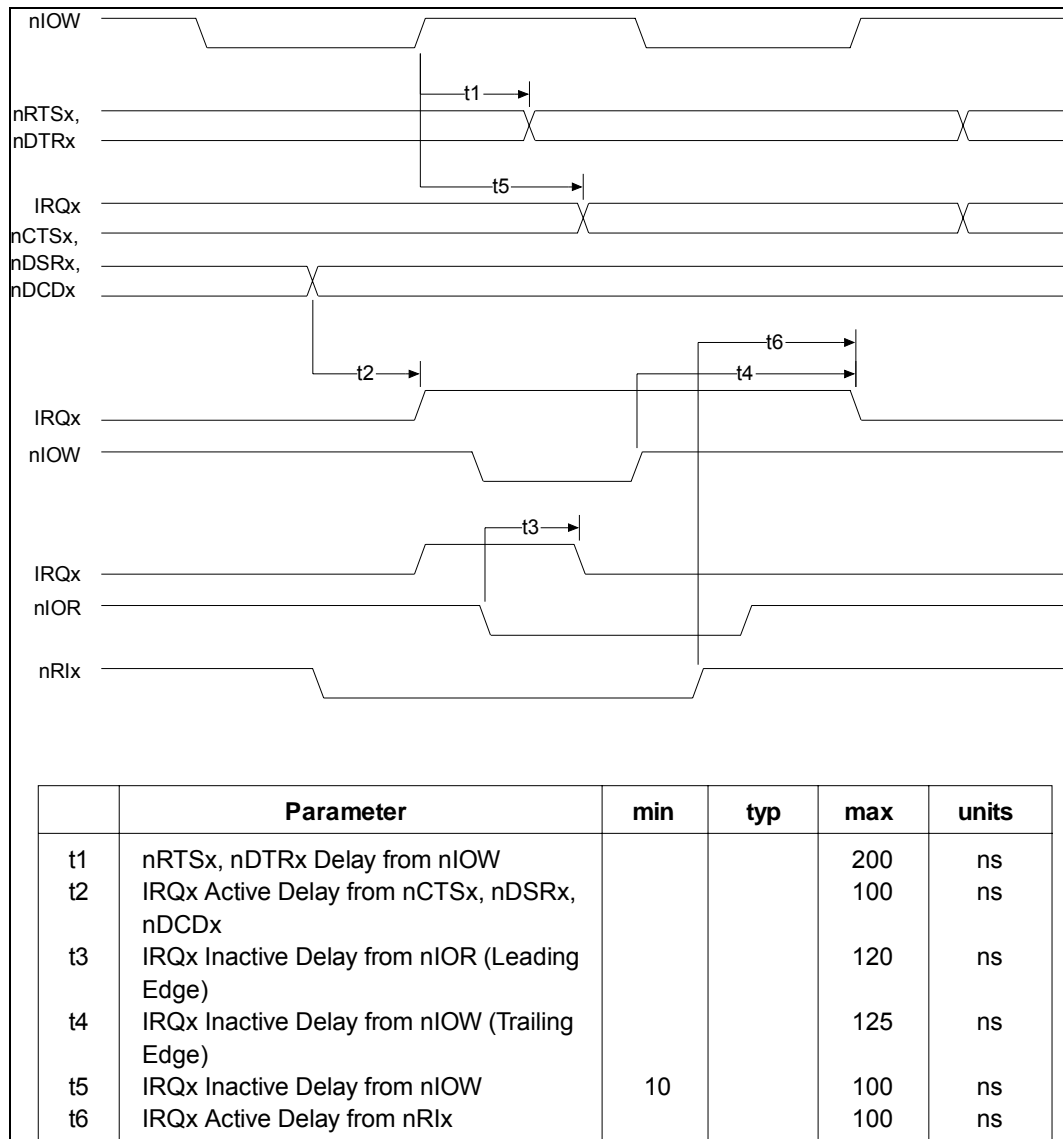 nIOW
t1
nRTSx,
nDTRx
t5
IRQx
nCTSx,
nDSRx,
nDCDx
t6
t2
t4
IRQx
nIOW
t3
IRQx
nIOR
nRIx
Parameter min typ max units
t1 nRTSx, nDTRx Delay from nIOW 200 ns
t2 IRQx Active Delay from nCTSx, nDSRx, 100 ns
nDCDx
t3 IRQx Inactive Delay from nIOR (Leading 120 ns
Edge)
t4 IRQx Inactive Delay from nIOW (Trailing 125 ns
Edge)
t5 IRQx Inactive Delay from nIOW 10 100 ns
t6 IRQx Active Delay from nRIx 100 ns